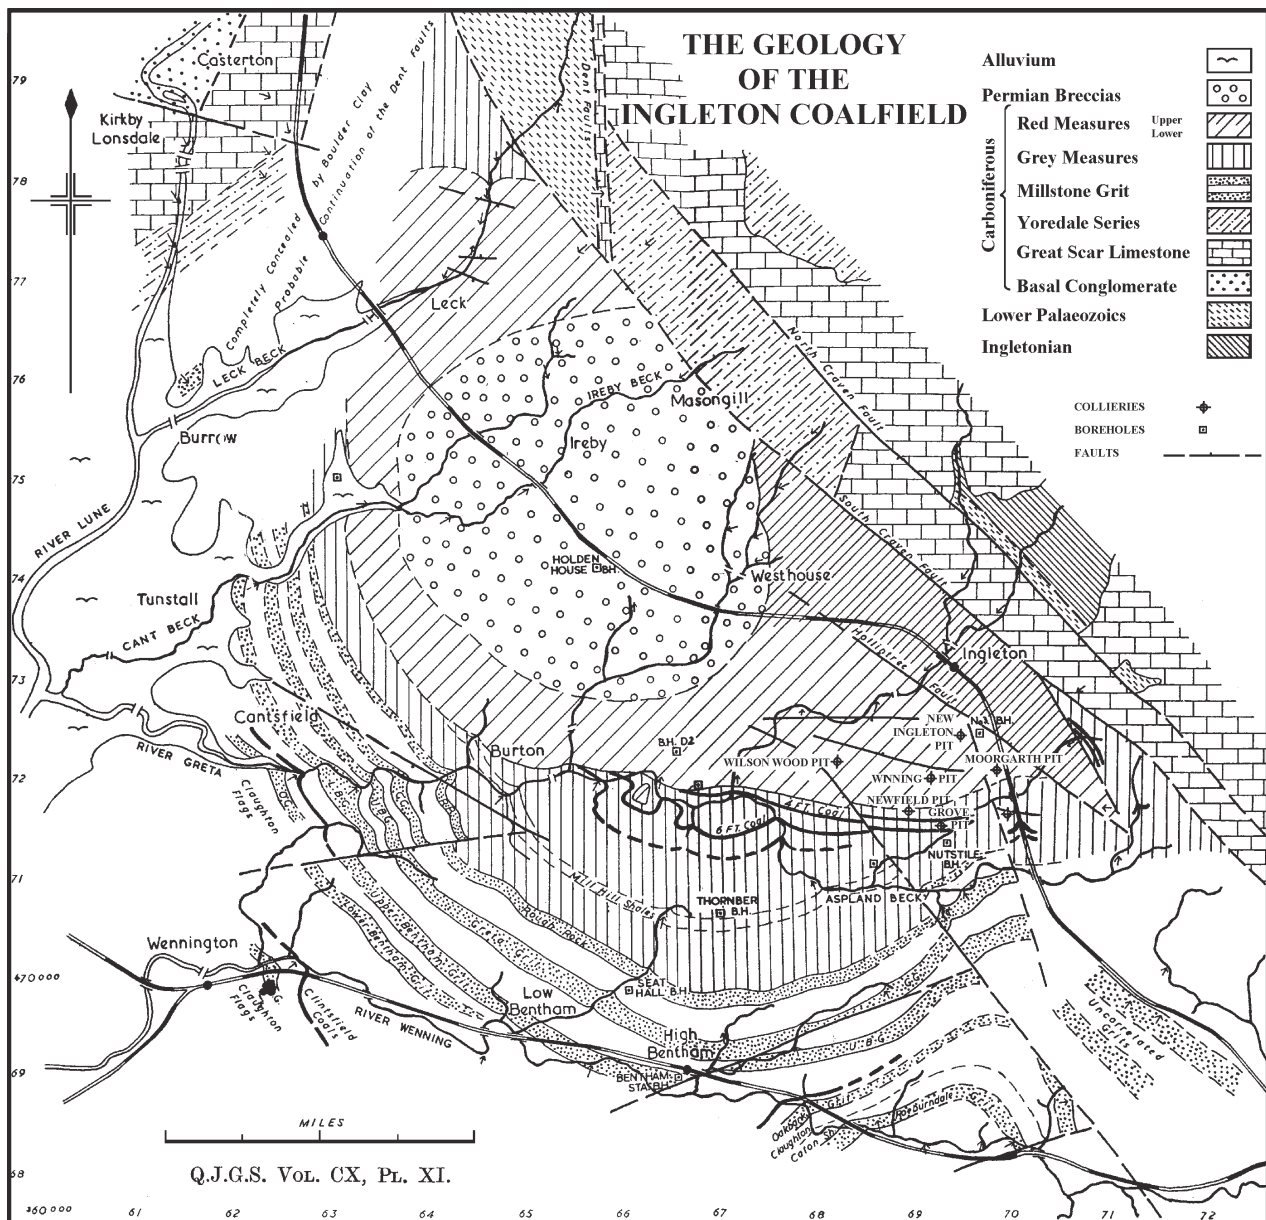 THE GEOLOGY
OF THE
INGLETON COALFIELD
Alluvium
Permian Breccias
Carboniferous
Red Measures Upper
Lower
Grey Measures
Millstone Grit
Yoredale Series
Great Scar Limestone
Basal Conglomerate
Lower Palaeozoics
Ingletonian
COLLIERIES
BOREHOLES
FAULTS
79
78
77
76
75
74
73
72
71
470000
69
68
Casterton
Kirkby
Lonsdale
Completely Concealed by Boulder Clay
Probable Continuation of the Dent Faults
Dent Fault
North Craven Fault
South Craven Fault
Hollintree Fault
Leck
LECK BECK
Burrow
IREBY BECK
Masongill
Ireby
RIVER LUNE
HOLDEN
HOUSE BH.
Westhouse
Tunstall
CANT BECK
Ingleton
Cantsfield
RIVER GRETA
Burton
B.H. D2
NEW
INGLETON
PIT
WILSON WOOD PIT
MOORGARTH PIT
WINNING PIT
NEWFIELD PIT
GROVE
PIT
4 FT. Coal
6 FT. Coal
NUTSTILE
B.H.
Claughton
Flags
Mill Hill Shales
THORNBER
B.H.
ASPLAND BECK
Rough Rock
Greta Gr.
Upper Bentham Grit
Lower Bentham Grit
Wennington
Claughton
Flags
Clintsfield
Coals
RIVER WENNING
SEAT
HALL B.H.
Low
Bentham
High
Bentham
G.G.
U.B.G.
BENTHAM
STA. B.H.
Uncorrelated
Grits
Oakbank Grit
Claughton
Caton Sh.
Roeburndale G.
MILES
Q.J.G.S. Vol. CX, Pl. XI.
360000 61 62 63 64 65 66 67 68 69 70 71 72